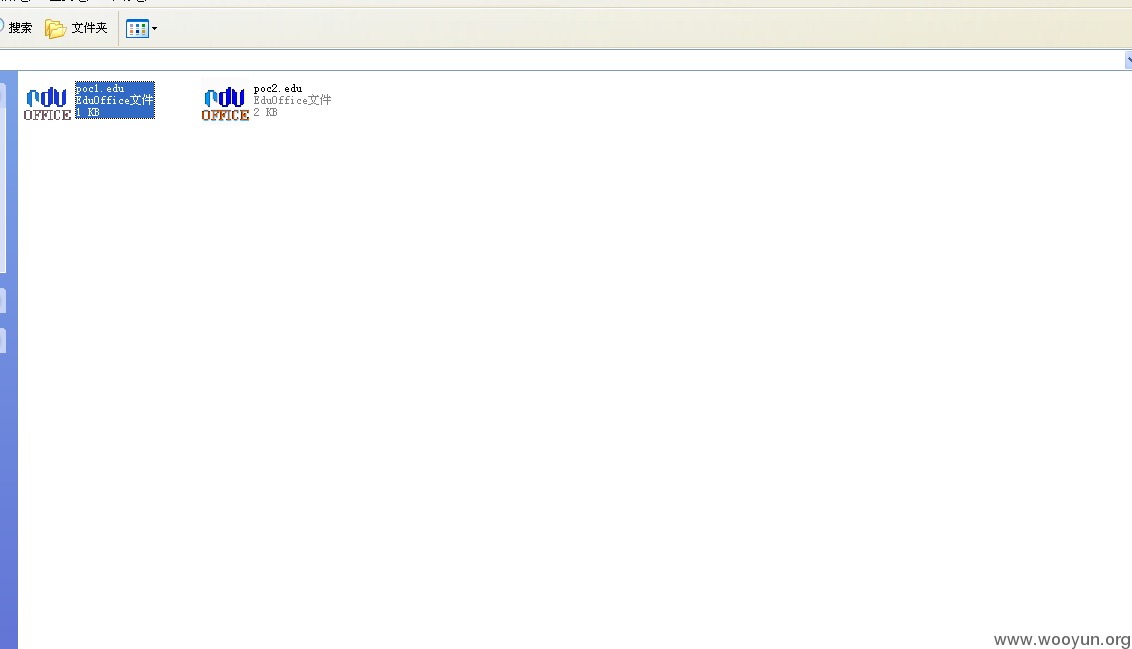 搜索 文件夹
poc1.edu
EduOffice文件
1 KB
poc2.edu
EduOffice文件
2 KB
edu
OFFICE
edu
OFFICE
www.wooyun.org